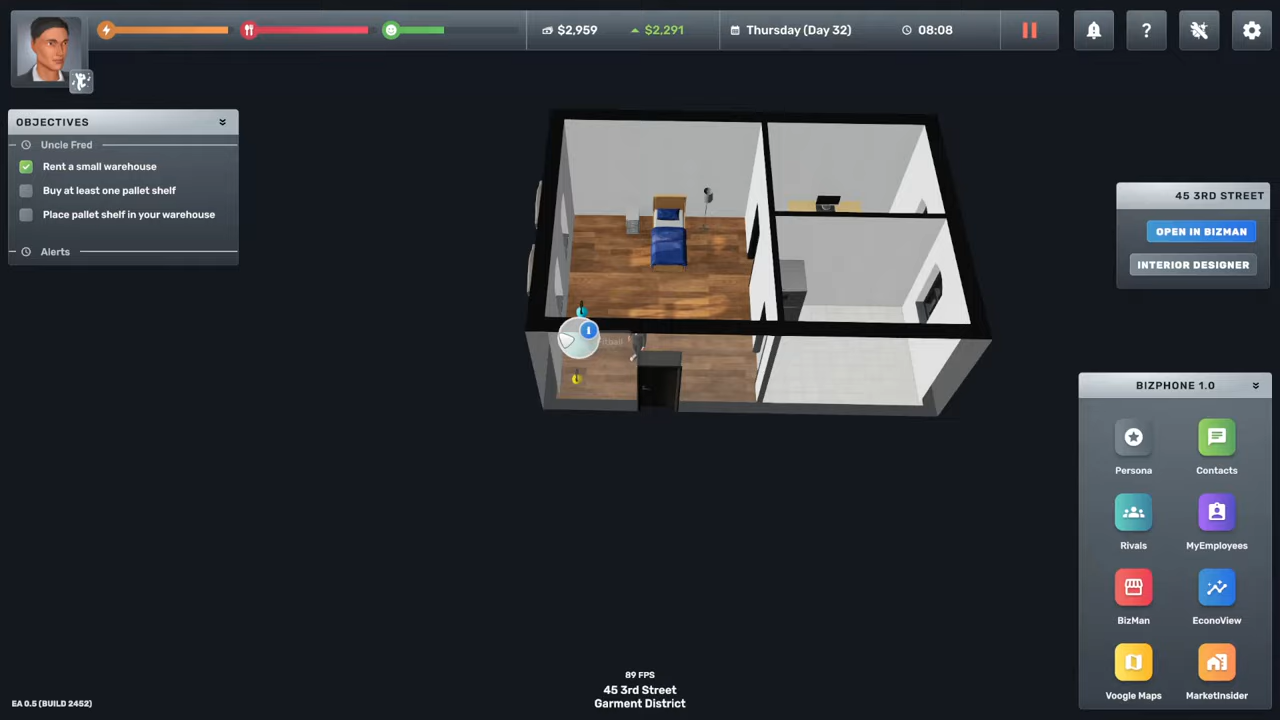 $2,959
$2,291
Thursday (Day 32)
08:08
?
OBJECTIVES
Uncle Fred
Rent a small warehouse
Buy at least one pallet shelf
Place pallet shelf in your warehouse
Alerts
45 3RD STREET
OPEN IN BIZMAN
INTERIOR DESIGNER
BIZPHONE 1.0
Persona
Contacts
Rivals
MyEmployees
BizMan
EconoView
Voogle Maps
MarketInsider
89 FPS
45 3rd Street
Garment District
EA 0.5 (BUILD 2452)